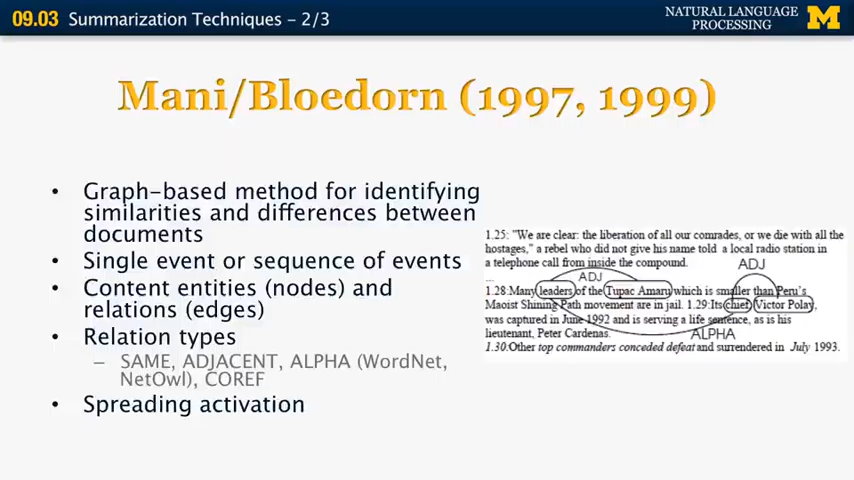 09.03 Summarization Techniques - 2/3
NATURAL LANGUAGE
PROCESSING
M
Mani/Bloedorn (1997, 1999)
• Graph-based method for identifying
similarities and differences between
documents
• Single event or sequence of events
• Content entities (nodes) and
relations (edges)
• Relation types
– SAME, ADJACENT, ALPHA (WordNet,
NetOwl), COREF
• Spreading activation
1.25: "We are clear: the liberation of all our comrades, or we die with all the
hostages," a rebel who did not give his name told a local radio station in
a telephone call from inside the compound.
ADJ
... ADJ
1.28:Many leaders of the Tupac Amaru which is smaller than Peru's
Maoist Shining Path movement are in jail. 1.29:Its chief, Victor Polay,
was captured in June 1992 and is serving a life sentence, as is his
lieutenant, Peter Cardenas.
ALPHA
1.30:Other top commanders conceded defeat and surrendered in July 1993.